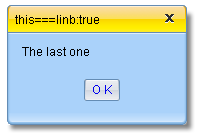 this===linb:true x
The last one
O K